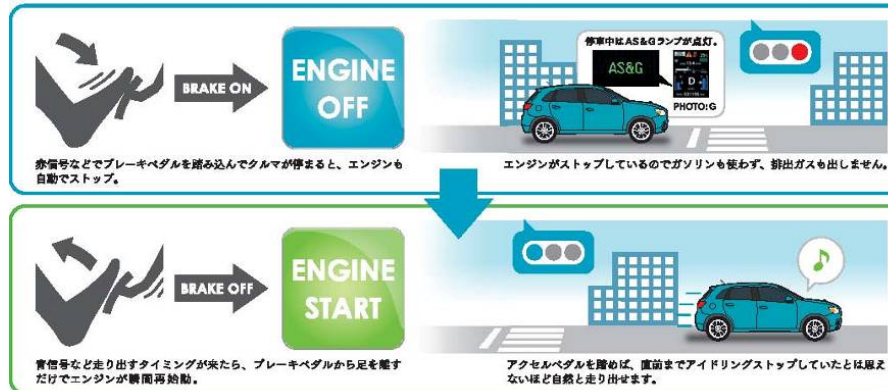 BRAKE ON
ENGINE
OFF
停車中はAS&Gランプが点灯。
AS&G
D
PHOTO:G
赤信号などでブレーキペダルを踏み込んでクルマが停まると、エンジンも
自動でストップ。
エンジンがストップしているのでガソリンも使わず、排出ガスも出しません。
BRAKE OFF
ENGINE
START
青信号など走り出すタイミングが来たら、ブレーキペダルから足を離す
だけでエンジンが瞬間再始動。
アクセルペダルを踏めば、直前までアイドリングストップしていたとは思え
ないほど自然と走り出せます。